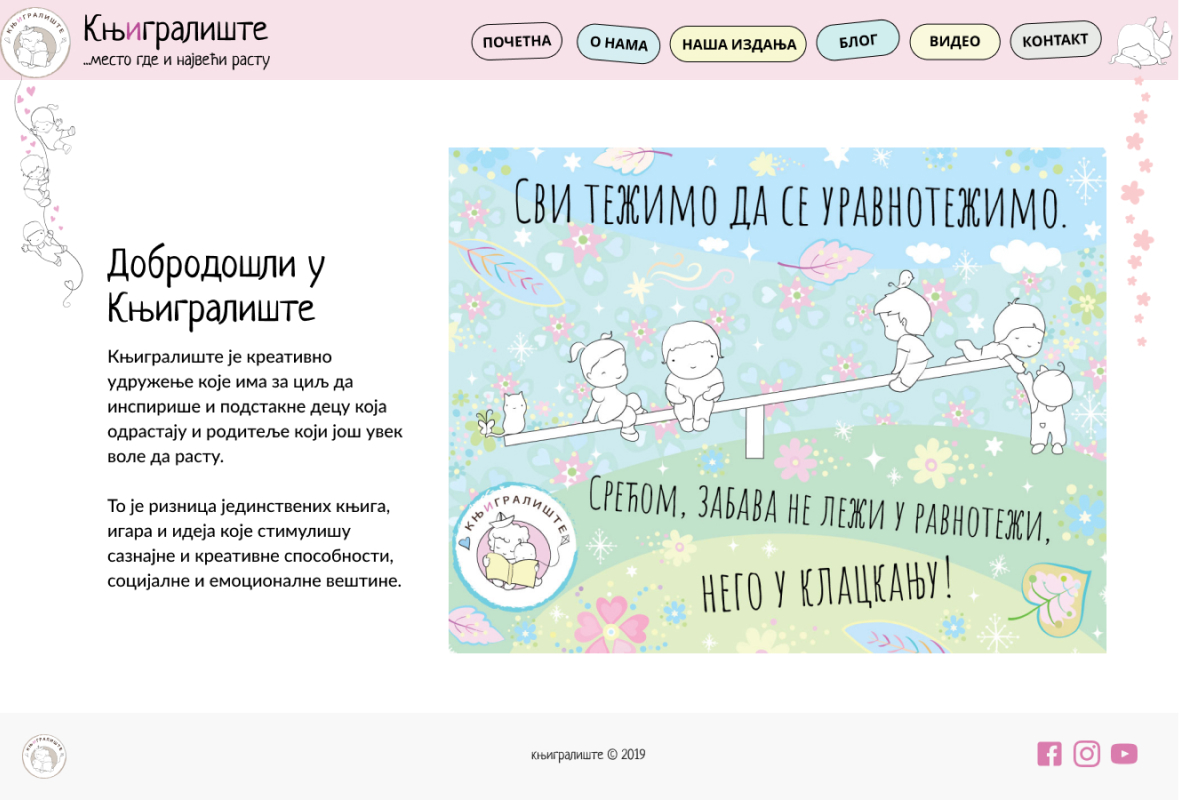 КЊИГРАЛИШТЕ
Књигралиште
...место где и највећи расту
ПОЧЕТНА
О НАМА
НАША ИЗДАЊА
БЛОГ
ВИДЕО
КОНТАКТ
Добродошли у
Књигралиште
Књигралиште је креативно
удружење које има за циљ да
инспирише и подстакне децу која
одрастају и родитеље који још увек
воле да расту.
То је ризница јединствених књига,
игара и идеја које стимулишу
сазнајне и креативне способности,
социјалне и емоционалне вештине.
Сви тежимо да се уравнотежимо.
Срећом, забава не лежи у равнотежи,
него у клацкању!
КЊИГРАЛИШТЕ
КЊИГРАЛИШТЕ
књигралиште © 2019